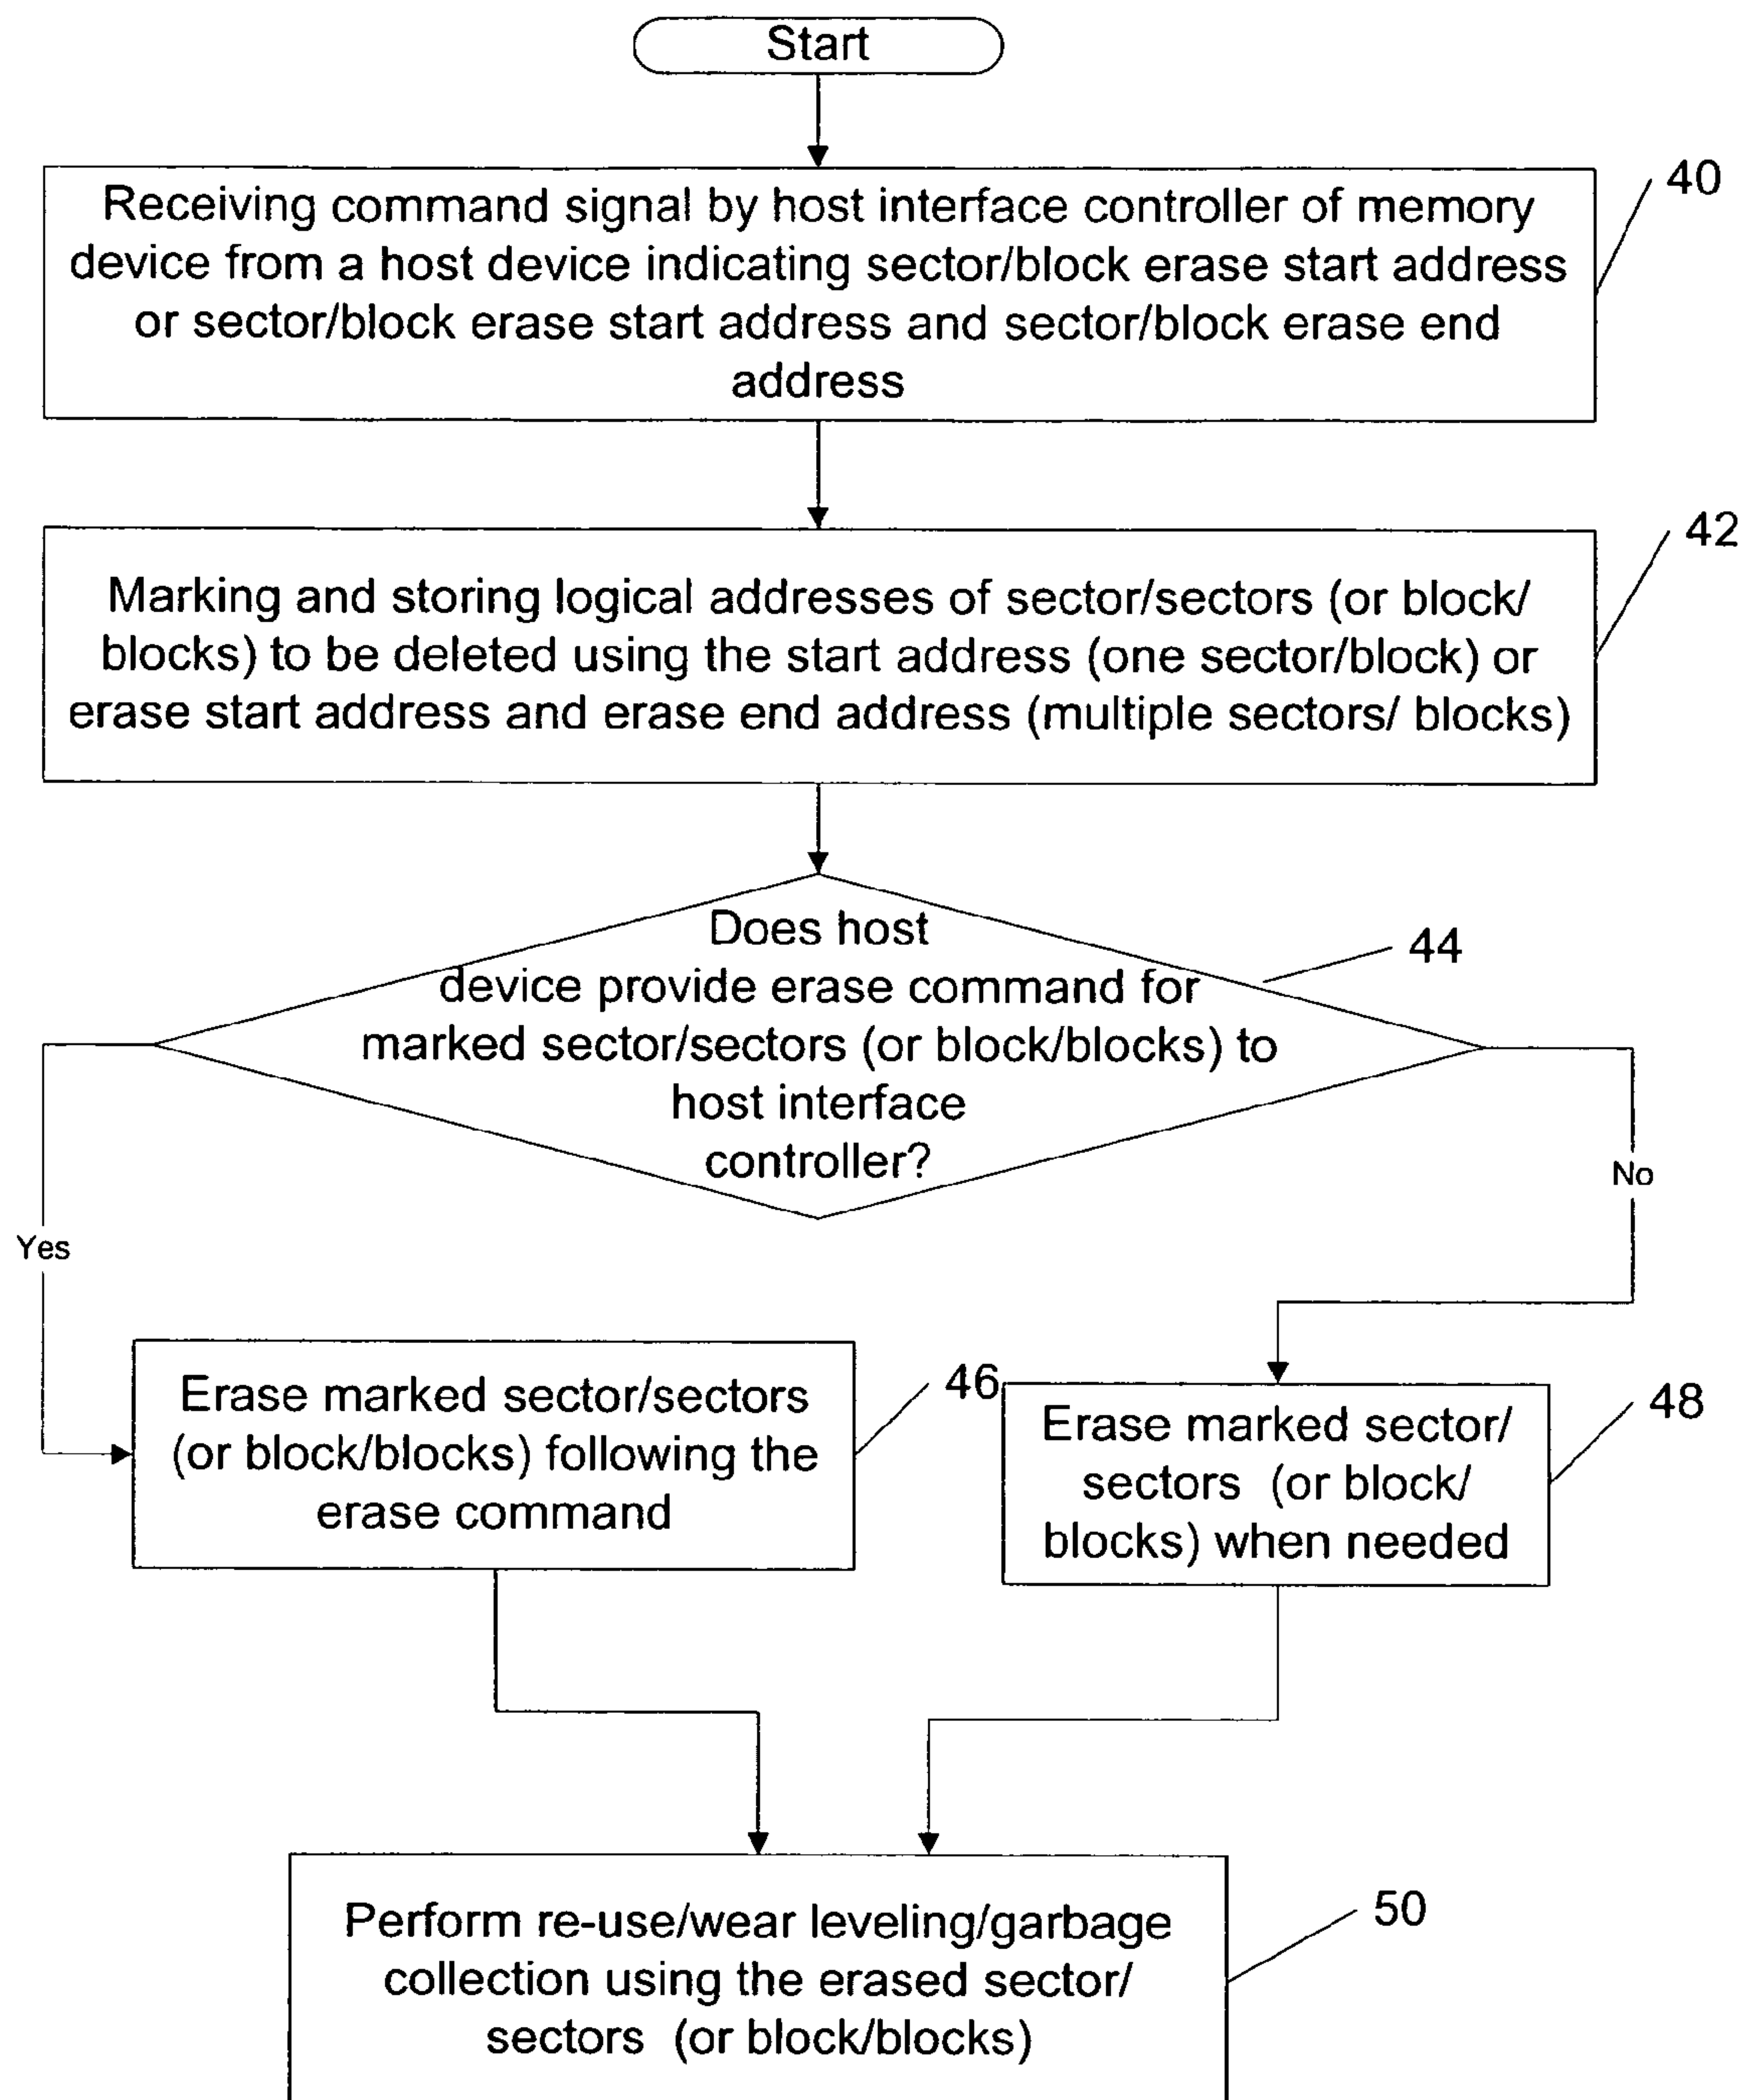 Start
Receiving command signal by host interface controller of memory
device from a host device indicating sector/block erase start address
or sector/block erase start address and sector/block erase end
address
40
Marking and storing logical addresses of sector/sectors (or block/
blocks) to be deleted using the start address (one sector/block) or
erase start address and erase end address (multiple sectors/ blocks)
42
Does host
device provide erase command for
marked sector/sectors (or block/blocks) to
host interface
controller?
44
Yes
No
Erase marked sector/sectors
(or block/blocks) following the
erase command
46
Erase marked sector/
sectors (or block/
blocks) when needed
48
Perform re-use/wear leveling/garbage
collection using the erased sector/
sectors (or block/blocks)
50